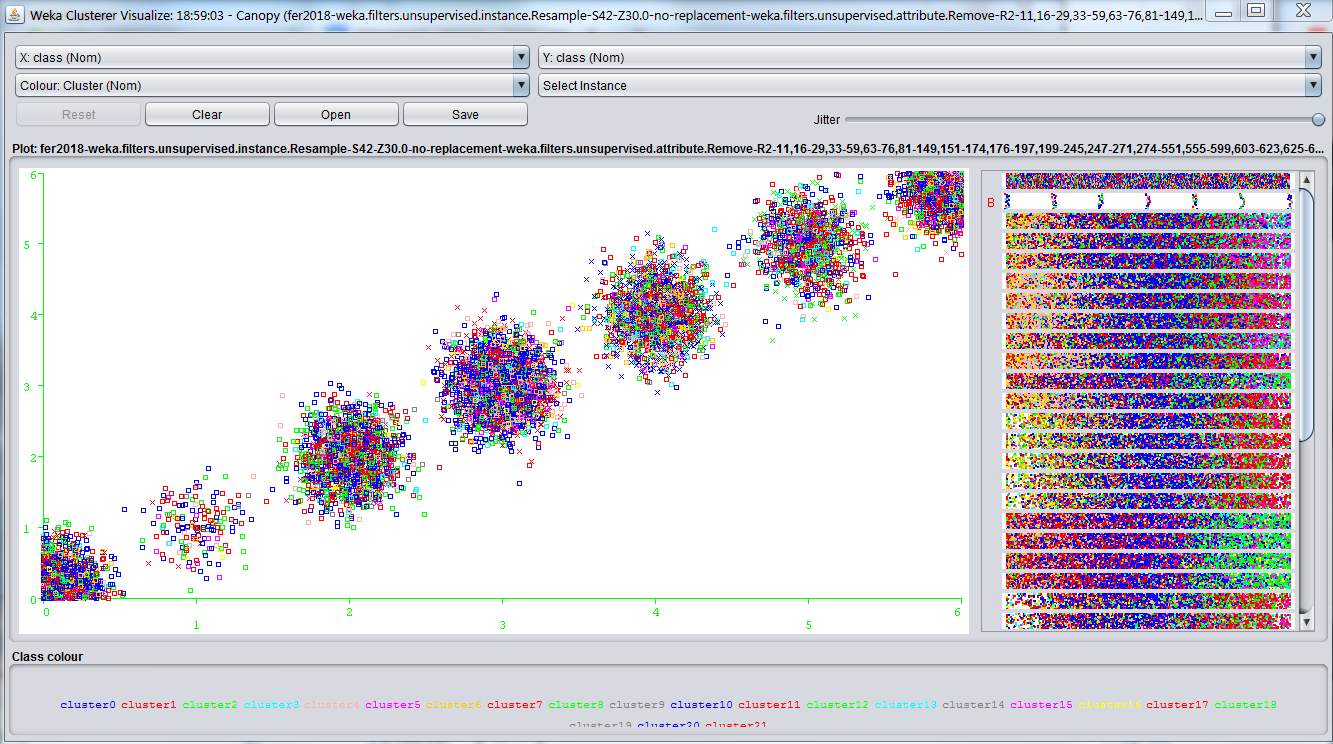 Weka Clusterer Visualize: 18:59:03 - Canopy (fer2018-weka.filters.unsupervised.instance.Resample-S42-Z30.0-no-replacement-weka.filters.unsupervised.attribute.Remove-R2-11,16-29,33-59,63-76,81-149,1...
X: class (Nom) Y: class (Nom)
Colour: Cluster (Nom) Select Instance
Reset Clear Open Save
Jitter
Plot: fer2018-weka.filters.unsupervised.instance.Resample-S42-Z30.0-no-replacement-weka.filters.unsupervised.attribute.Remove-R2-11,16-29,33-59,63-76,81-149,151-174,176-197,199-245,247-271,274-551,555-599,603-623,625-6...
6
B
5
4
3
2
1
0
0 2 4 6
1 3 5
Class colour
cluster0 cluster1 cluster2 cluster3 cluster4 cluster5 cluster6 cluster7 cluster8 cluster9 cluster10 cluster11 cluster12 cluster13 cluster14 cluster15 cluster16 cluster17 cluster18
cluster19 cluster20 cluster21